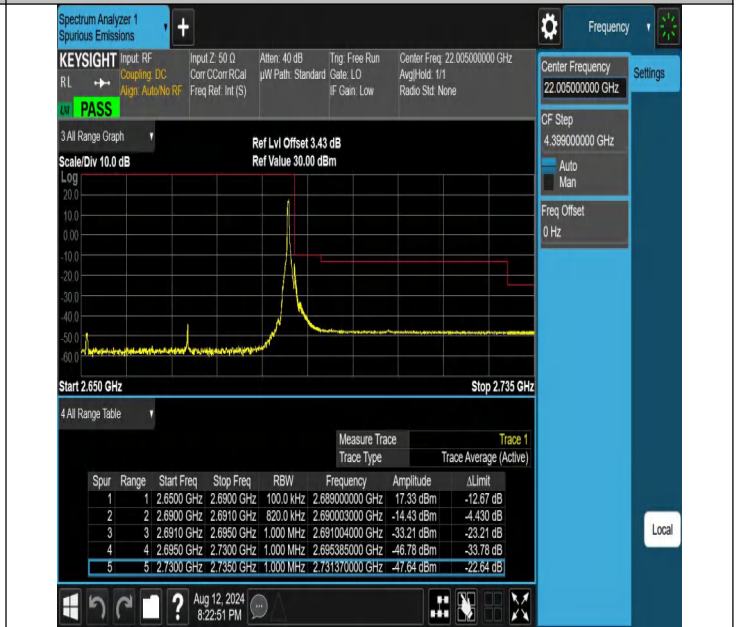 Spectrum Analyzer 1
Spurious Emissions
+
Frequency
KEYSIGHT Input: RF Input Z: 50 Ω Atten: 40 dB Trig: Free Run Center Freq: 22.005000000 GHz
RL Coupling: DC Corr CCorr RCal µW Path: Standard Gate: LO Avg|Hold: 1/1
Align: Auto/No RF Freq Ref: Int (S) IF Gain: Low Radio Std: None
PASS
Center Frequency
22.005000000 GHz
Settings
CF Step
4.399000000 GHz
Auto
Man
Freq Offset
0 Hz
3 All Range Graph
Ref Lvl Offset 3.43 dB
Scale/Div 10.0 dB Ref Value 30.00 dBm
Log
20.0
10.0
0.00
-10.0
-20.0
-30.0
-40.0
-50.0
-60.0
Start 2.650 GHz Stop 2.735 GHz
4 All Range Table
Measure Trace Trace 1
Trace Type Trace Average (Active)
Spur Range Start Freq Stop Freq RBW Frequency Amplitude ΔLimit
1 1 2.6500 GHz 2.6900 GHz 100.0 kHz 2.689000000 GHz 17.33 dBm -12.67 dB
2 2 2.6900 GHz 2.6910 GHz 820.0 kHz 2.690003000 GHz -14.43 dBm -4.430 dB
3 3 2.6910 GHz 2.6950 GHz 1.000 MHz 2.691004000 GHz -33.21 dBm -23.21 dB
4 4 2.6950 GHz 2.7300 GHz 1.000 MHz 2.695385000 GHz -46.78 dBm -33.78 dB
5 5 2.7300 GHz 2.7350 GHz 1.000 MHz 2.731370000 GHz -47.64 dBm -22.64 dB
Local
? Aug 12, 2024
8:22:51 PM